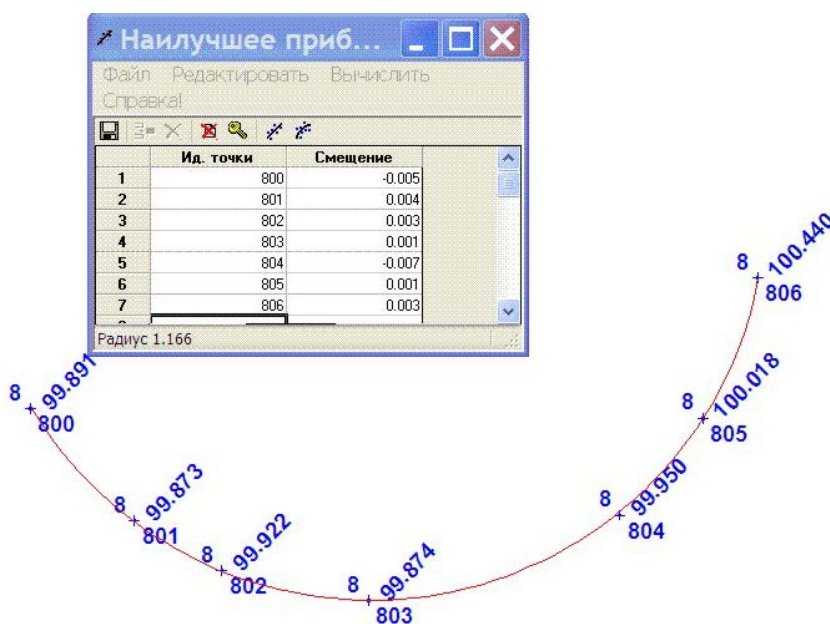 Наилучшее приб...
Файл Редактировать Вычислить
Справка!
Ид. точки Смещение
1 800 -0.005
2 801 0.004
3 802 0.003
4 803 0.001
5 804 -0.007
6 805 0.001
7 806 0.003
Радиус 1.166
8 99.891
800
8 99.873
801
8 99.922
802
8 99.874
803
8 99.950
804
8 100.018
805
8 100.440
806